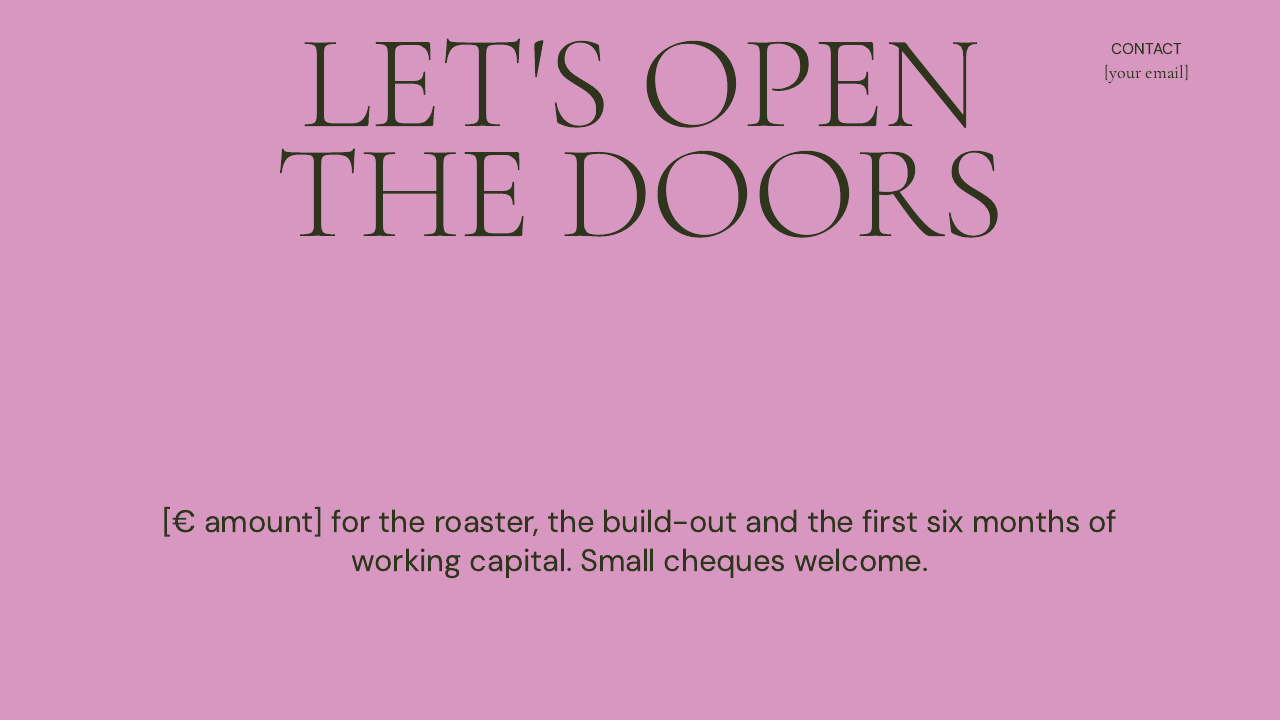 LET'S OPEN
THE DOORS
CONTACT
[your email]
[€ amount] for the roaster, the build-out and the first six months of
working capital. Small cheques welcome.